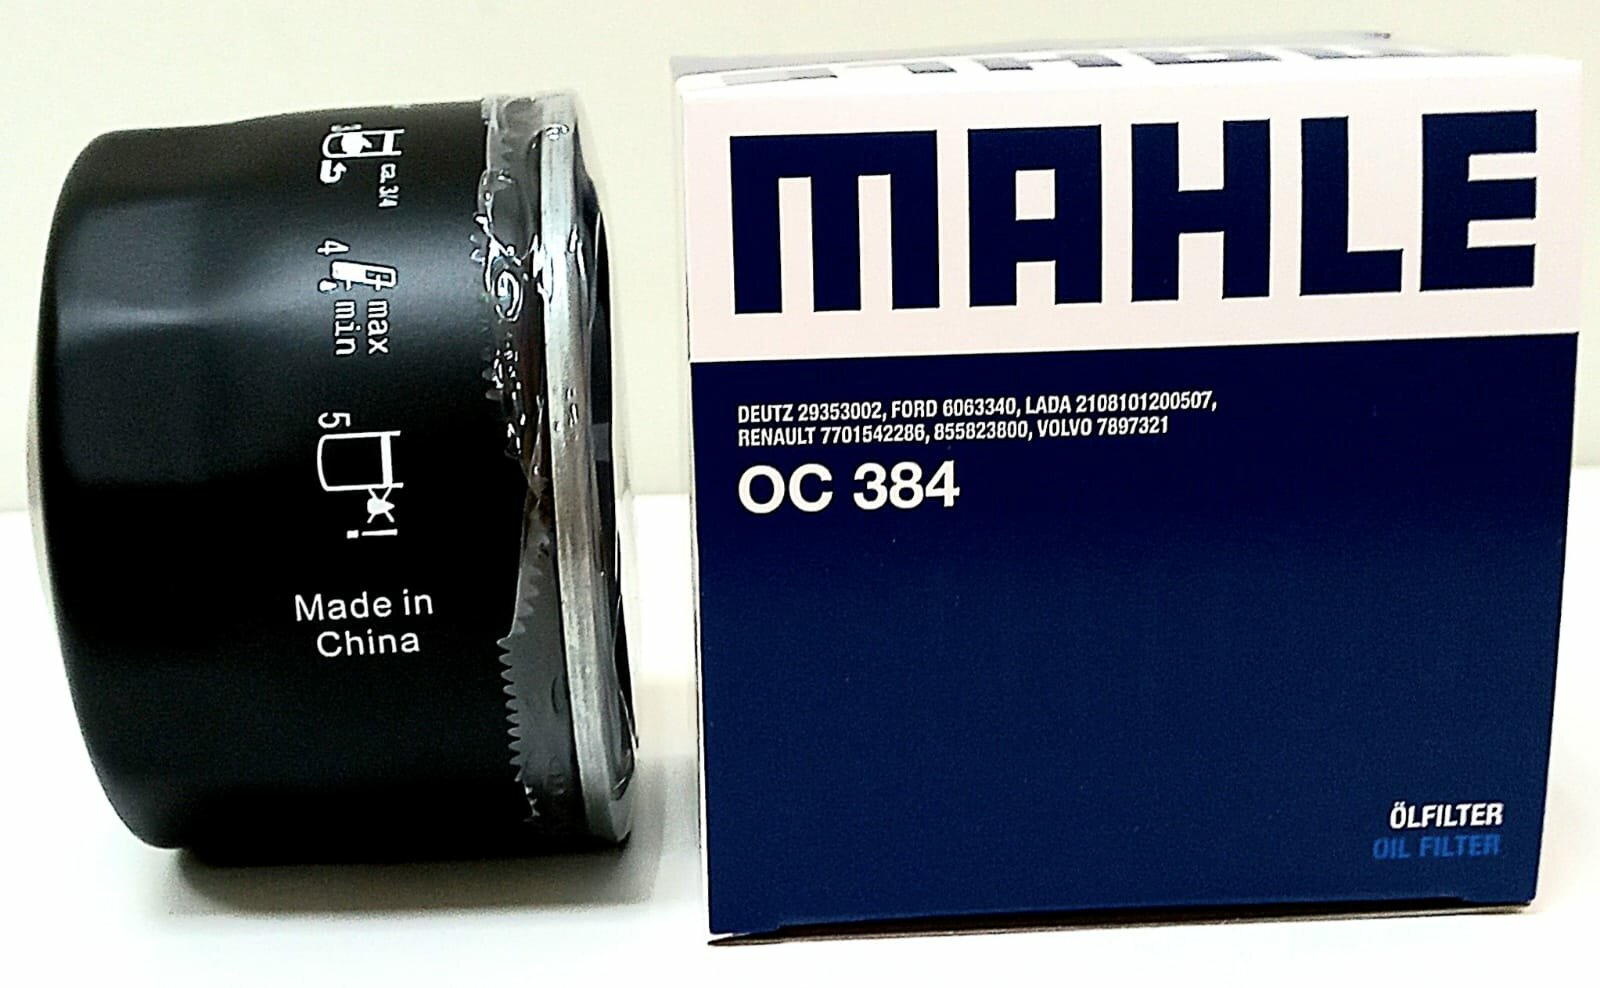 ca. 3/4
4
max
min
5
!
Made in
China
MAHLE
DEUTZ 29353002, FORD 6063340, LADA 2108101200507,
RENAULT 7701542286, 855823800, VOLVO 7897321
OC 384
ÖLFILTER
OIL FILTER